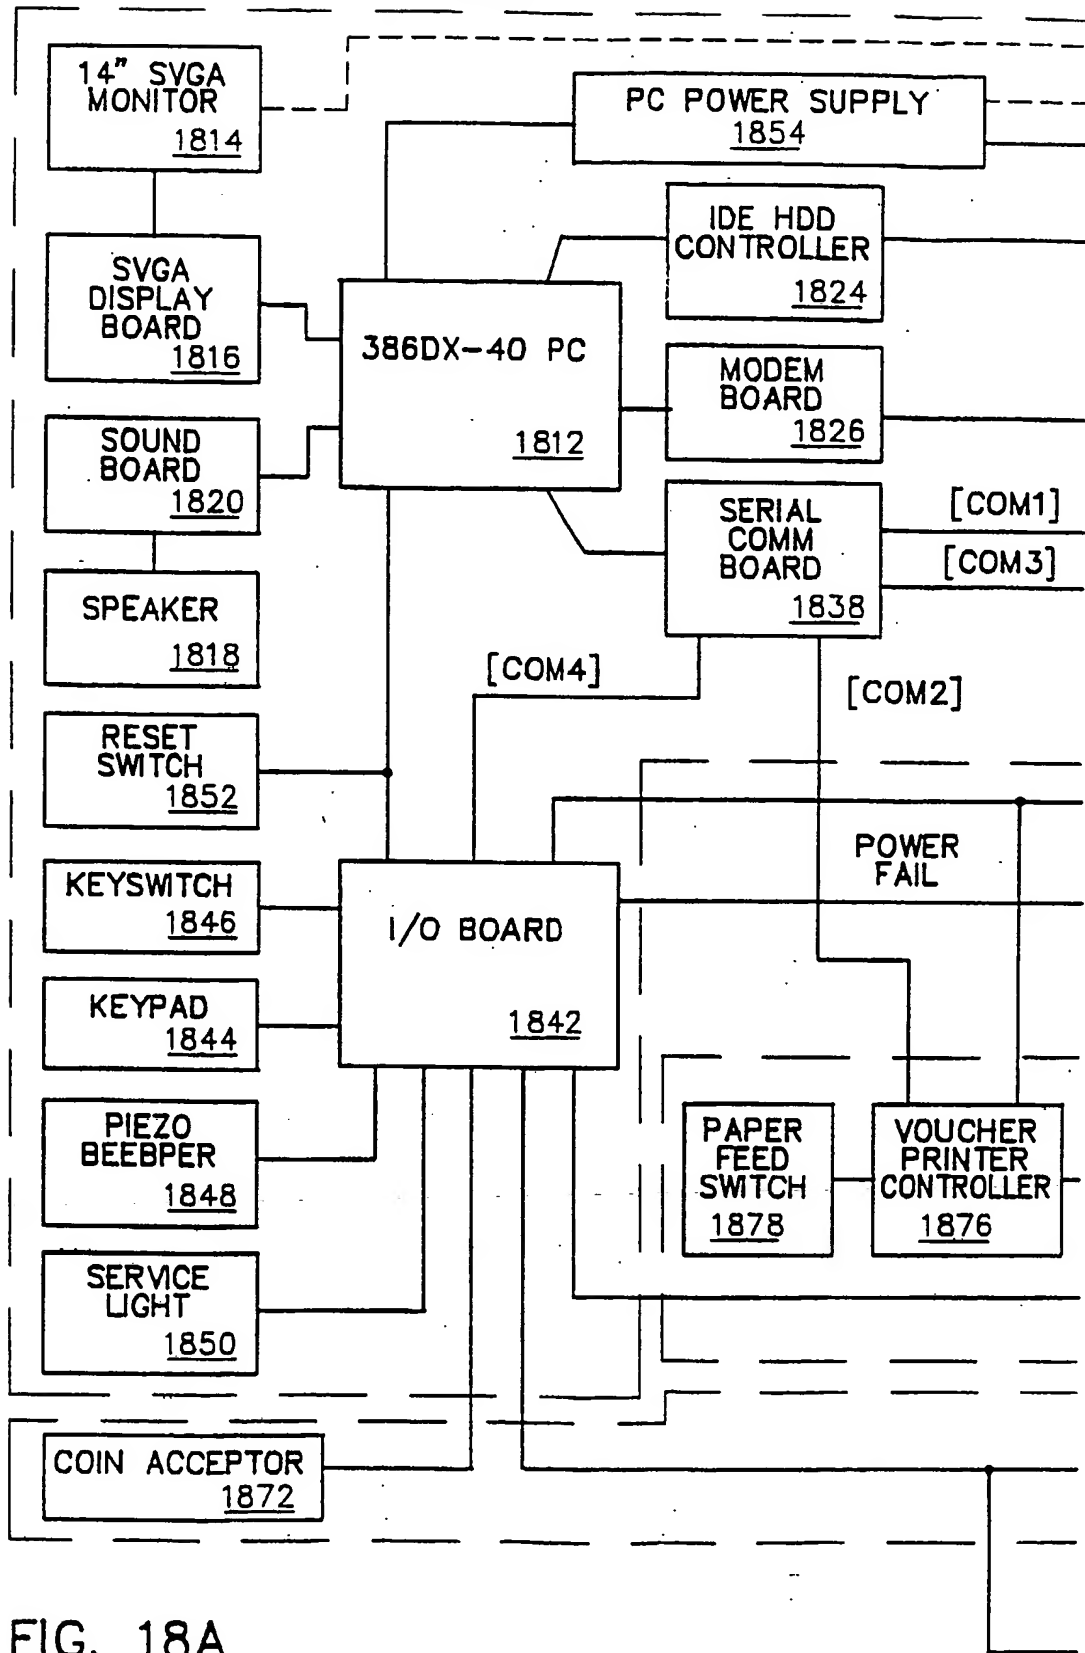 14" SVGA
MONITOR
1814
PC POWER SUPPLY
1854
IDE HDD
CONTROLLER
1824
SVGA
DISPLAY
BOARD
1816
386DX-40 PC
1812
MODEM
BOARD
1826
SOUND
BOARD
1820
SERIAL
COMM
BOARD
1838
[COM1]
[COM3]
SPEAKER
1818
[COM4]
[COM2]
RESET
SWITCH
1852
POWER
FAIL
KEYSWITCH
1846
I/O BOARD
1842
KEYPAD
1844
PIEZO
BEEBPER
1848
PAPER
FEED
SWITCH
1878
VOUCHER
PRINTER
CONTROLLER
1876
SERVICE
LIGHT
1850
COIN ACCEPTOR
1872
FIG. 18A